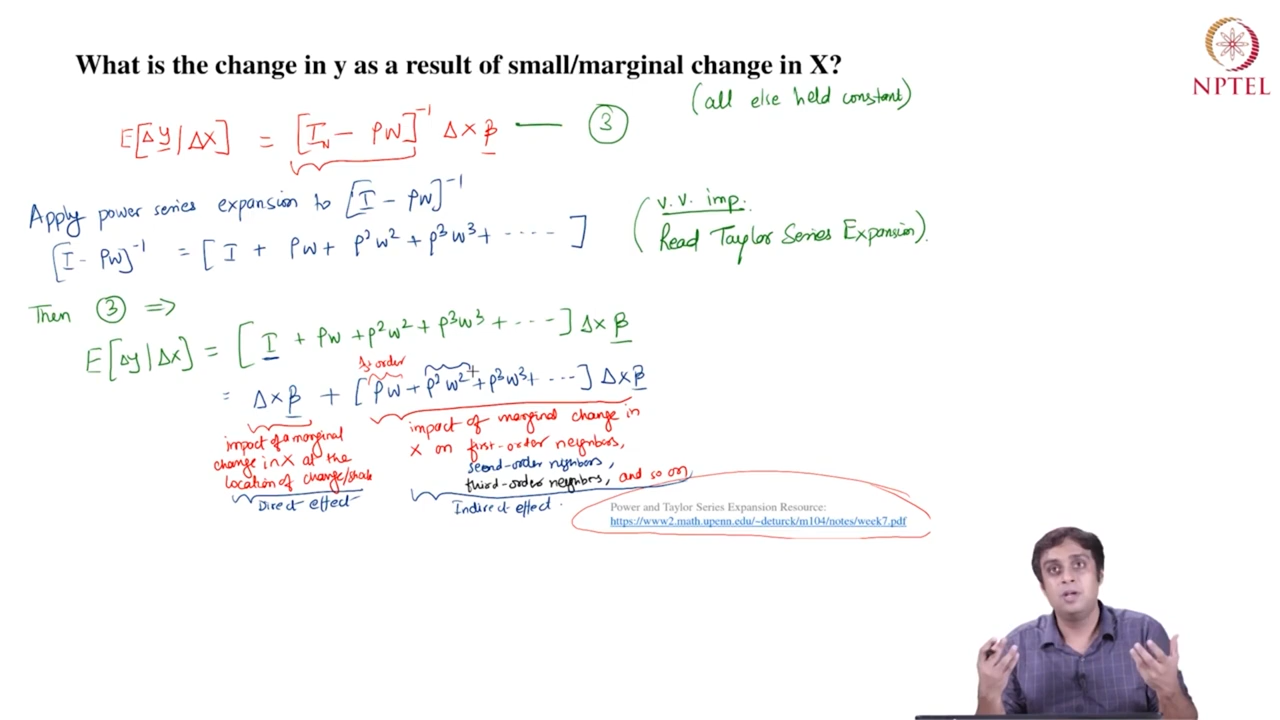 What is the change in y as a result of small/marginal change in X?
NPTEL
(all else held constant)
E[Δy|ΔX] = [I_N - ρW]⁻¹ ΔXβ — ③
Apply power series expansion to [I - ρW]⁻¹
(v.v. imp.
Read Taylor Series Expansion).
[I - ρW]⁻¹ = [I + ρW + ρ²W² + ρ³W³ + ····· ]
Then ③ ⇒
E[Δy|ΔX] = [I + ρW + ρ²W² + ρ³W³ + ····] ΔXβ
1st order
= ΔXβ + [ρW + ρ²W² + ρ³W³ + ····] ΔXβ
impact of a marginal
change in X at the
location of change/shock
Direct effect
impact of marginal change in
X on first-order neighbors,
second-order neighbors,
third-order neighbors, and so on
Indirect effect.
Power and Taylor Series Expansion Resource:
https://www2.math.upenn.edu/~deturck/m104/notes/week7.pdf